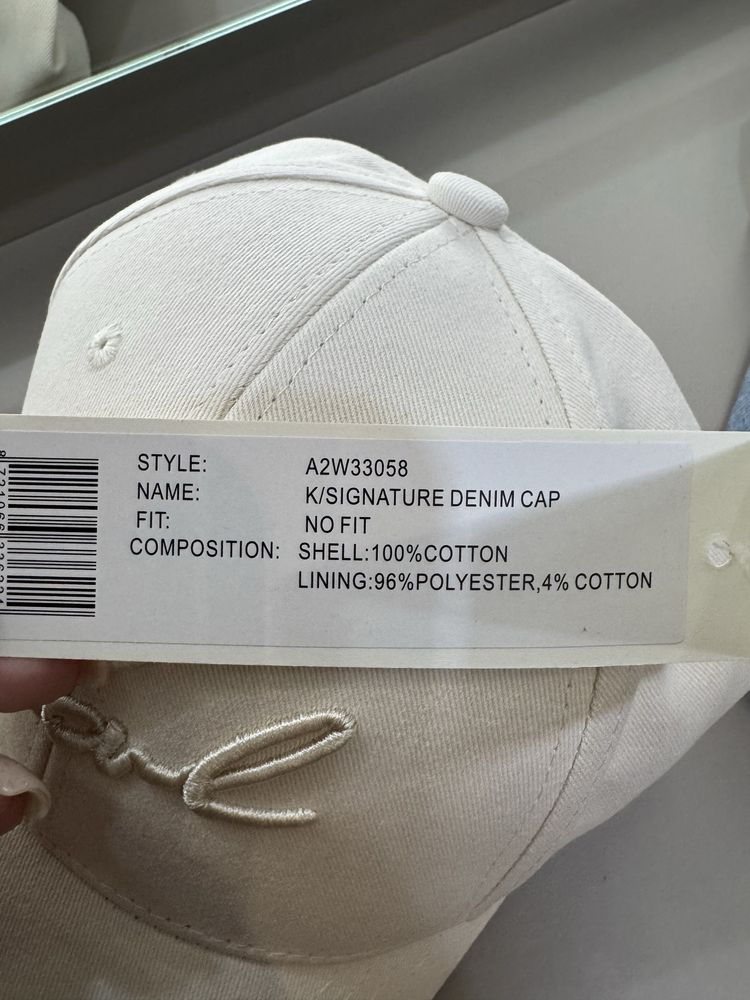 STYLE: A2W33058
NAME: K/SIGNATURE DENIM CAP
FIT: NO FIT
COMPOSITION: SHELL:100%COTTON
LINING:96%POLYESTER,4% COTTON